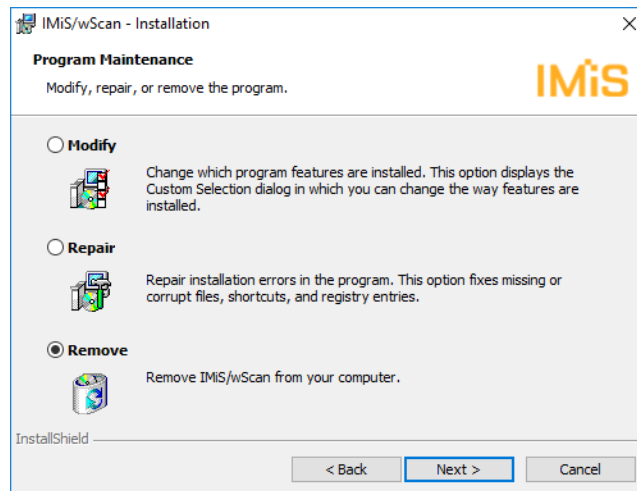 IMiS/wScan - Installation
Program Maintenance
Modify, repair, or remove the program.
IMiS
Modify
Change which program features are installed. This option displays the
Custom Selection dialog in which you can change the way features are
installed.
Repair
Repair installation errors in the program. This option fixes missing or
corrupt files, shortcuts, and registry entries.
Remove
Remove IMiS/wScan from your computer.
InstallShield
< Back
Next >
Cancel